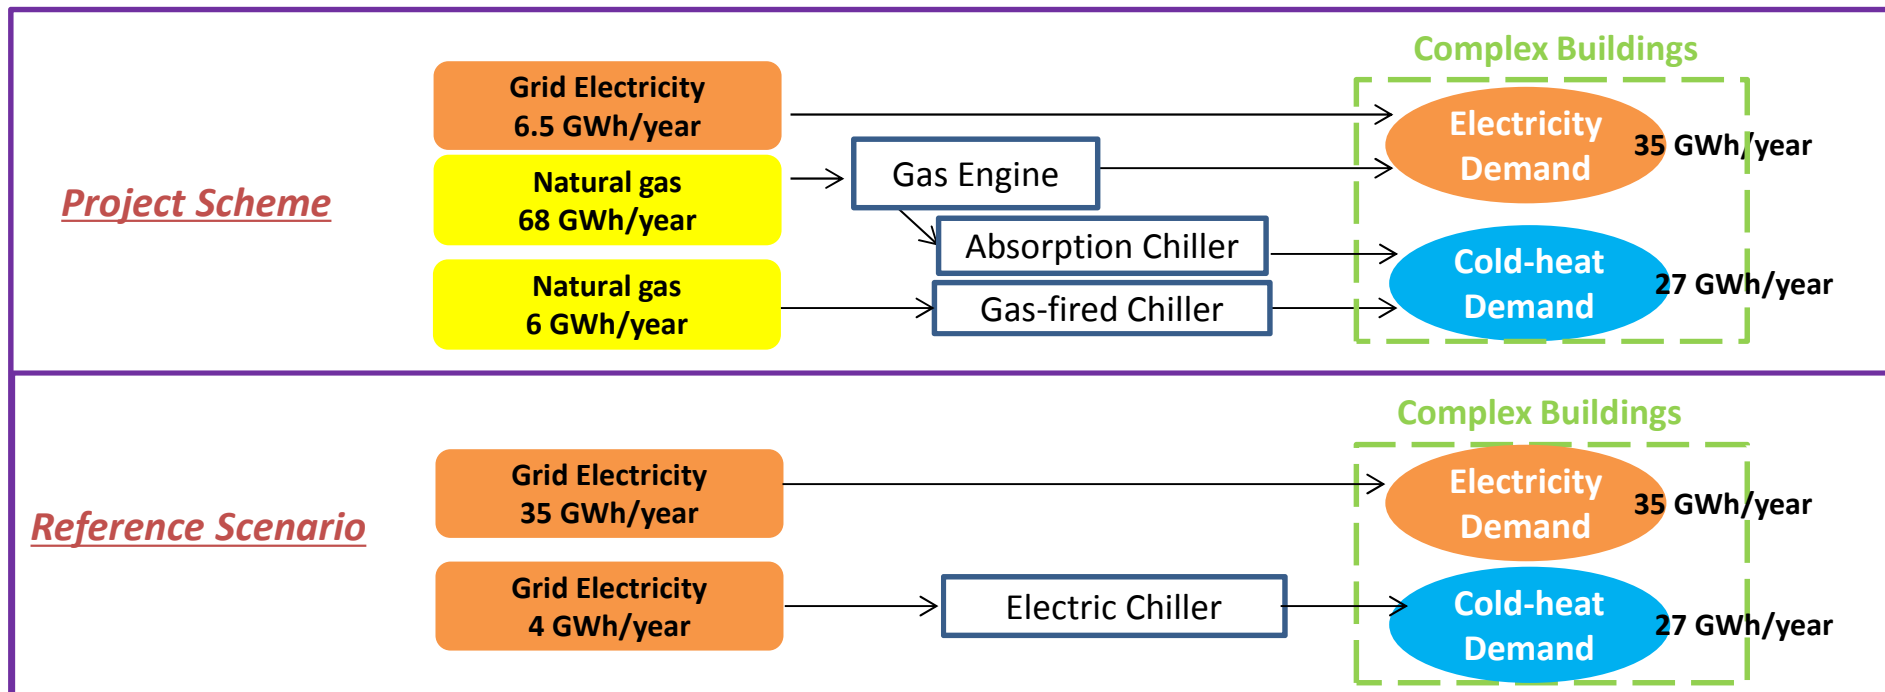 Complex Buildings
Grid Electricity
6.5 GWh/year
Electricity
Demand
35 GWh/year
Project Scheme
Natural gas
68 GWh/year
Gas Engine
Absorption Chiller
Cold-heat
Demand
27 GWh/year
Natural gas
6 GWh/year
Gas-fired Chiller
Complex Buildings
Reference Scenario
Grid Electricity
35 GWh/year
Electricity
Demand
35 GWh/year
Grid Electricity
4 GWh/year
Electric Chiller
Cold-heat
Demand
27 GWh/year